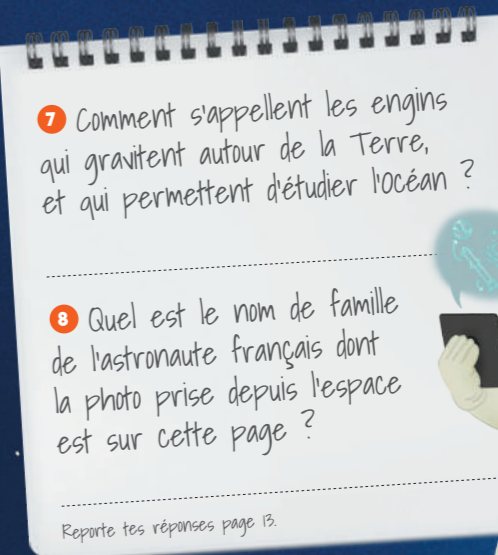 7 Comment s'appellent les engins
qui gravitent autour de la Terre,
et qui permettent d'étudier l'océan ?
8 Quel est le nom de famille
de l'astronaute français dont
la photo prise depuis l'espace
est sur cette page ?
Reporte tes réponses page 13.